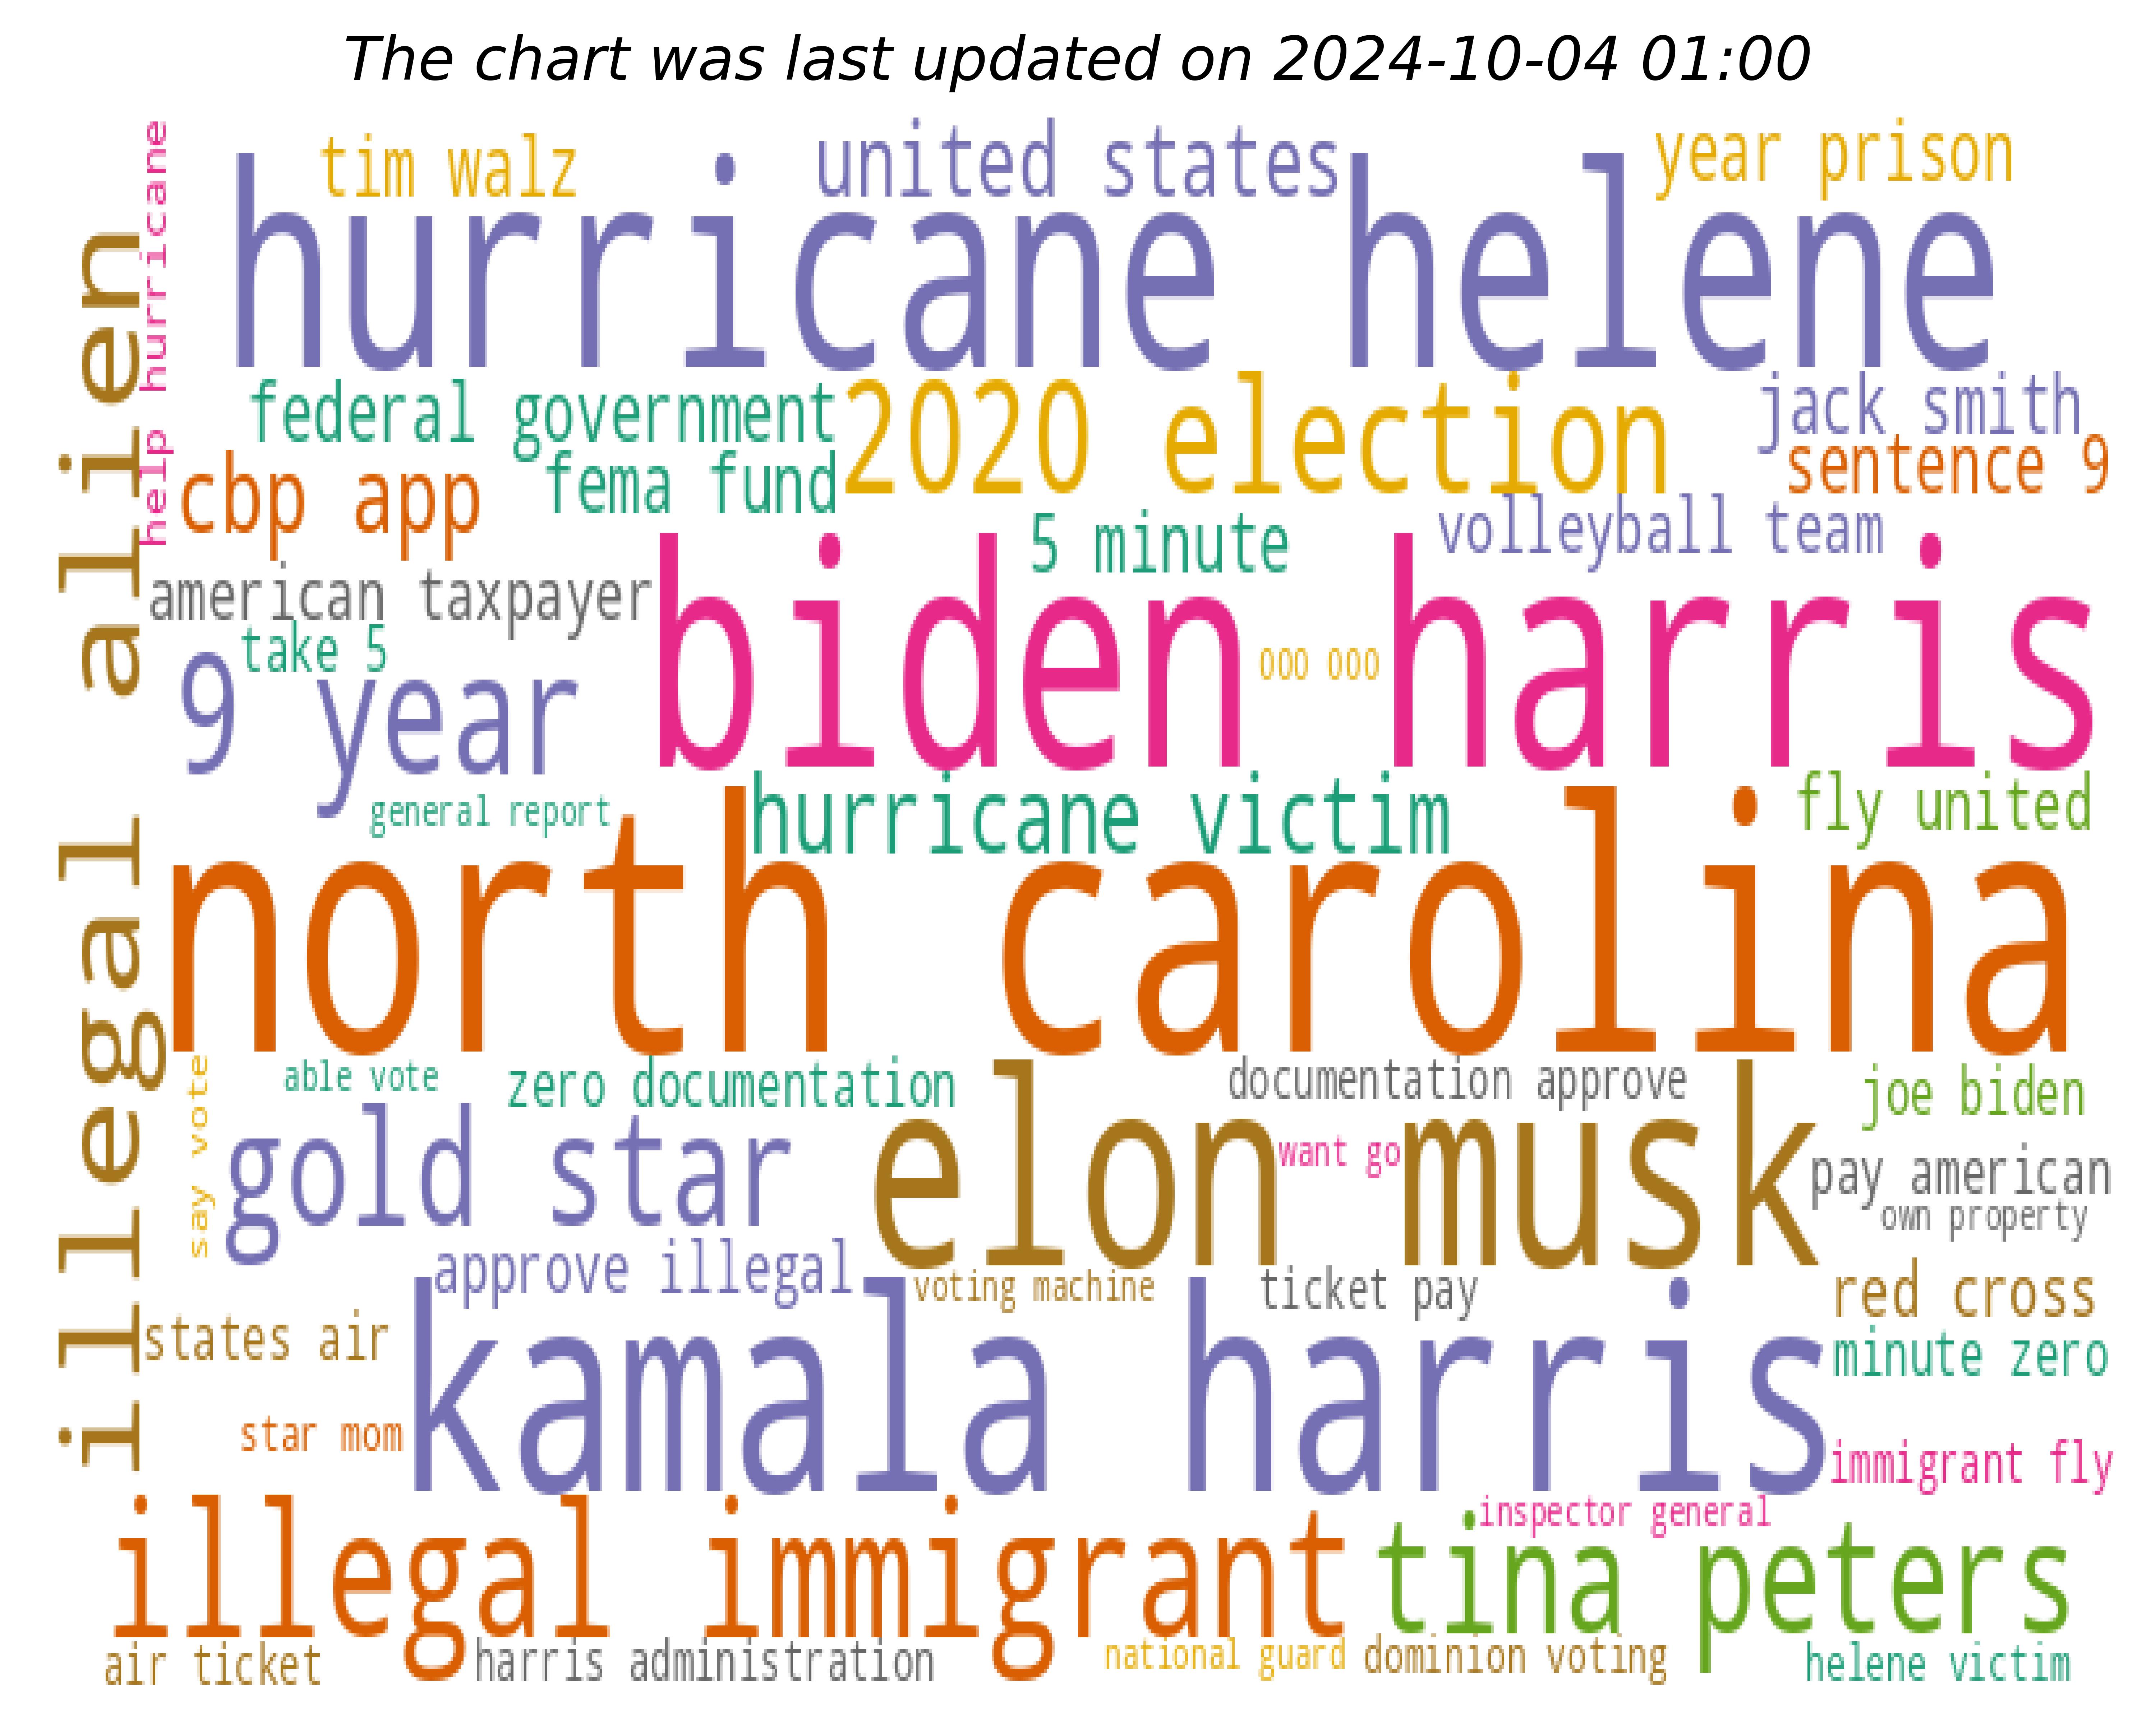 The chart was last updated on 2024-10-04 01:00
help hurricane
tim walz
united states
year prison
hurricane helene
illegal alien
federal government
2020 election
jack smith
cbp app
fema fund
sentence 9
5 minute
volleyball team
american taxpayer
biden harris
take 5
000 000
9 year
general report
hurricane victim
fly united
north carolina
say vote
able vote
zero documentation
documentation approve
joe biden
gold star
elon musk
want go
pay american
own property
approve illegal
voting machine
ticket pay
red cross
states air
kamala harris
minute zero
star mom
immigrant fly
illegal immigrant
inspector general
tina peters
air ticket
harris administration
national guard
dominion voting
helene victim